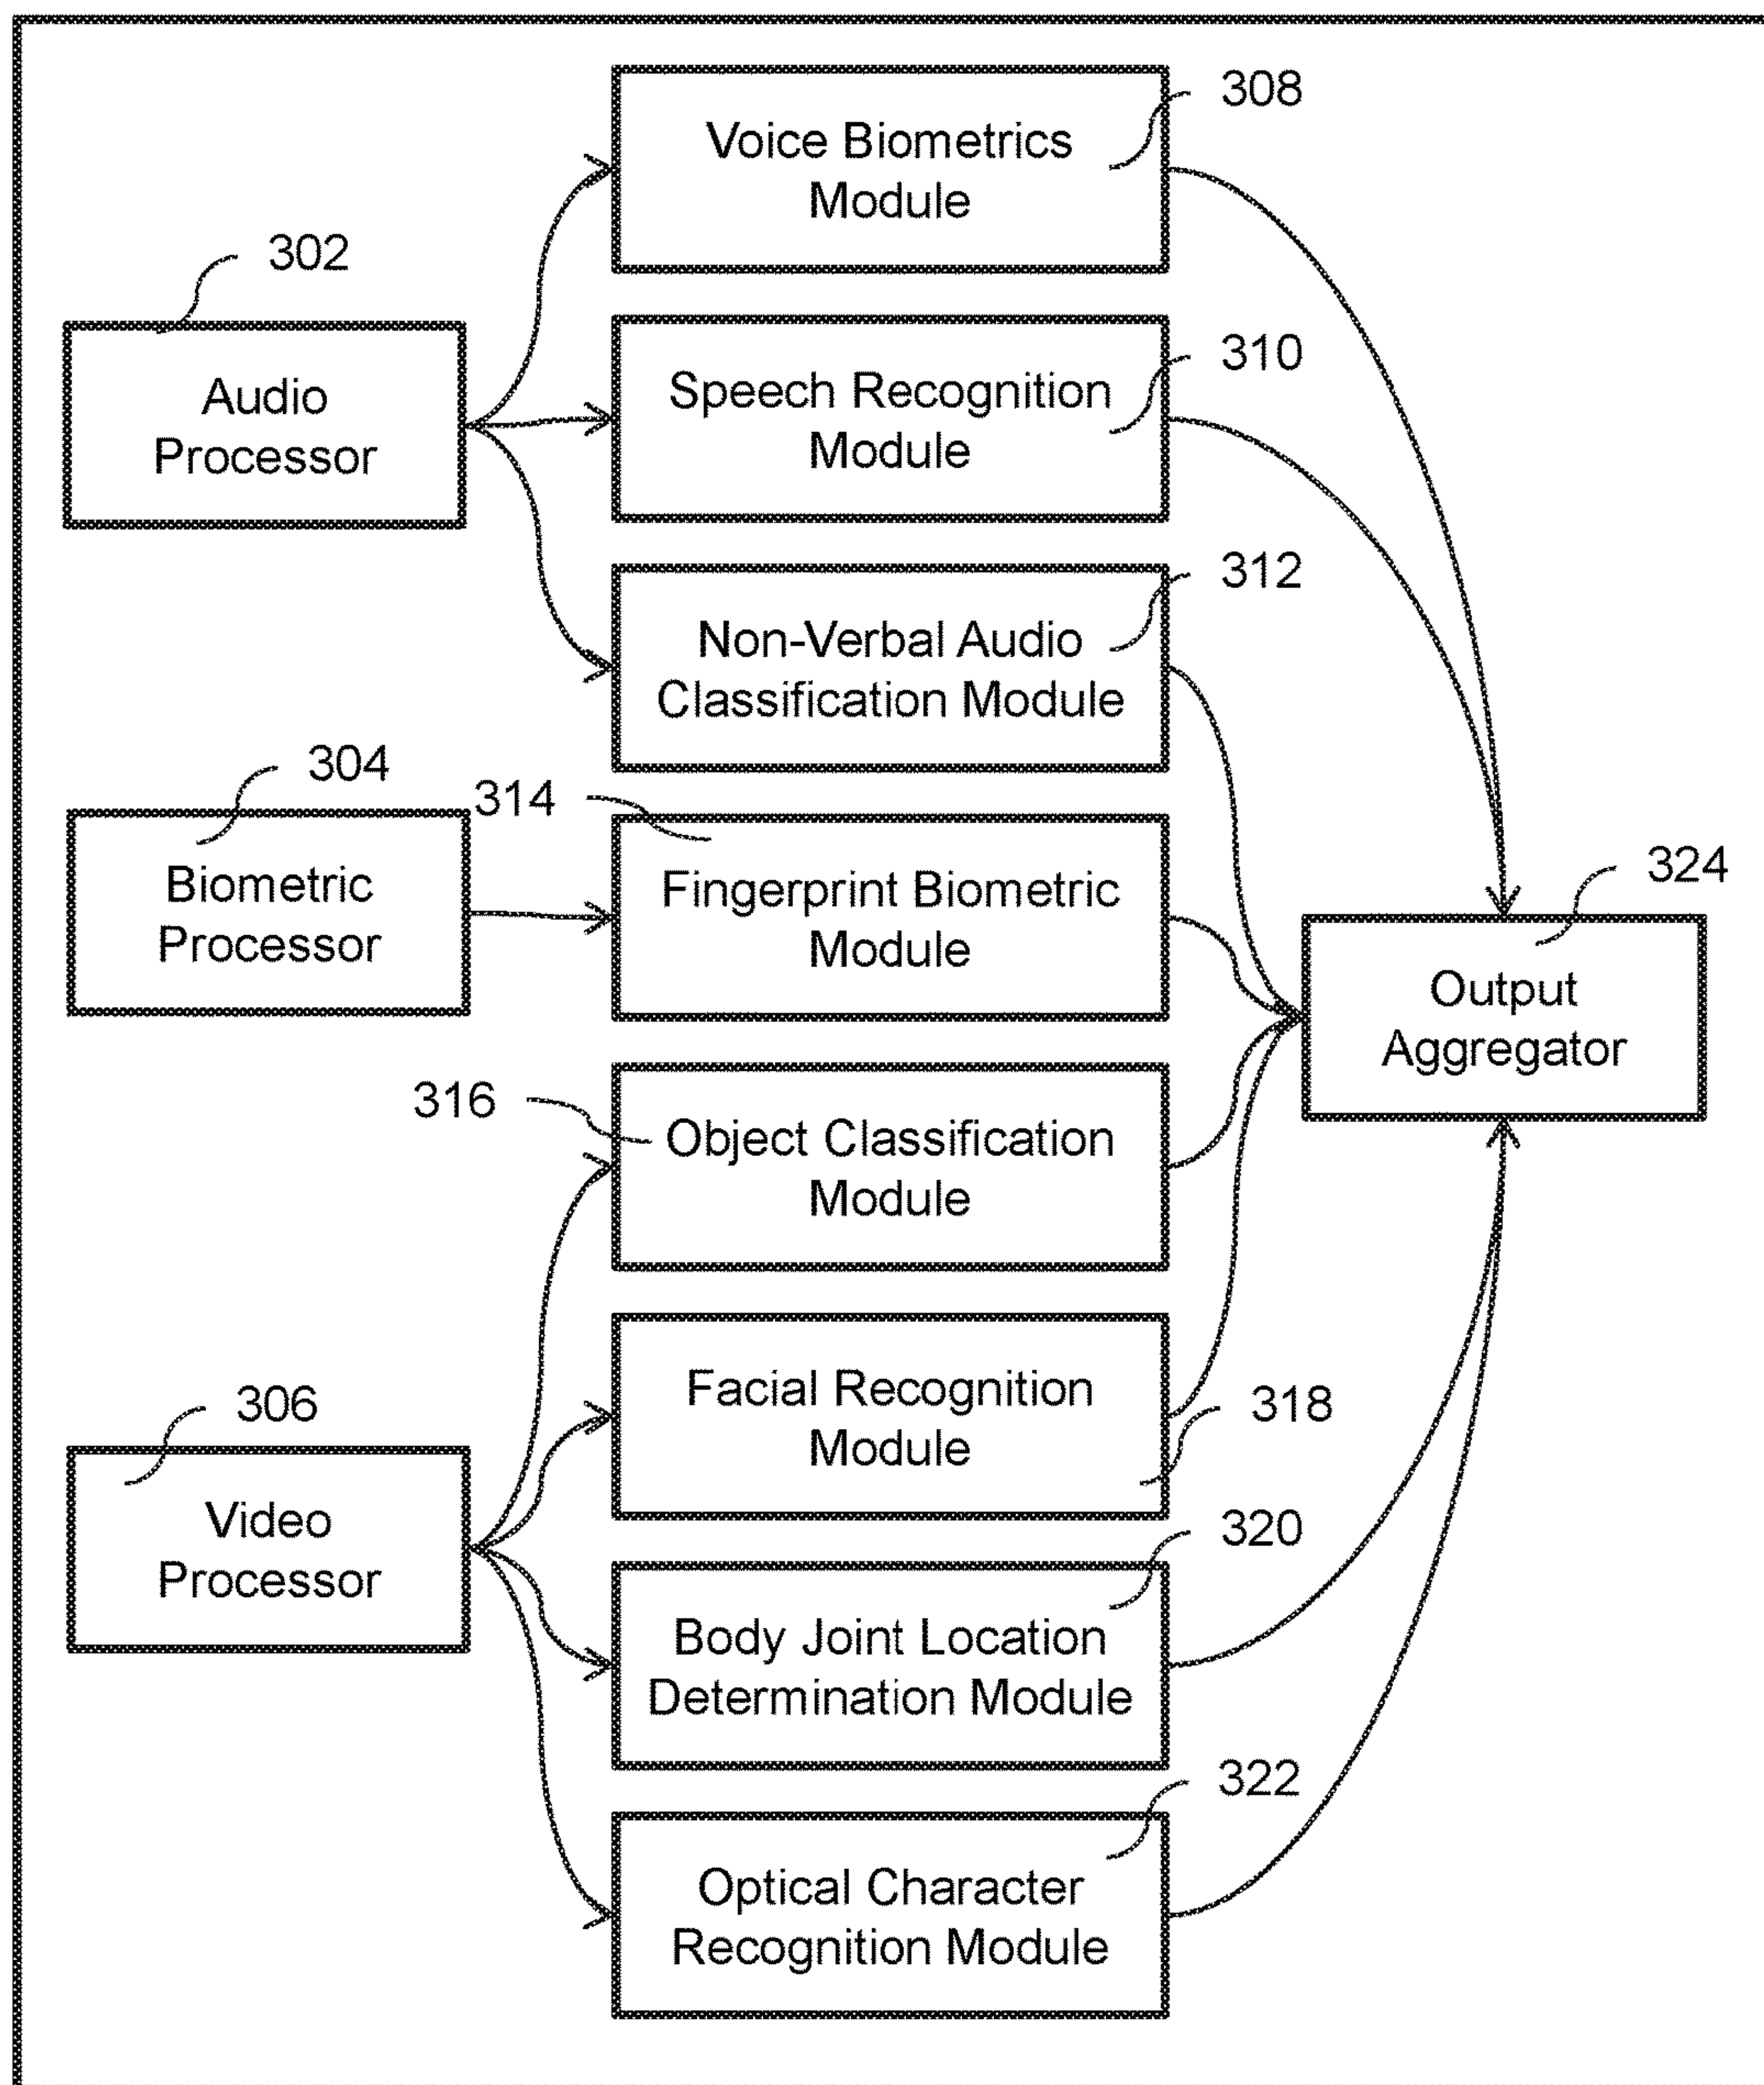 308
Voice Biometrics
Module
302
Audio
Processor
310
Speech Recognition
Module
312
Non-Verbal Audio
Classification Module
304
Biometric
Processor
314
Fingerprint Biometric
Module
324
Output
Aggregator
316
Object Classification
Module
306
Video
Processor
318
Facial Recognition
Module
320
Body Joint Location
Determination Module
322
Optical Character
Recognition Module